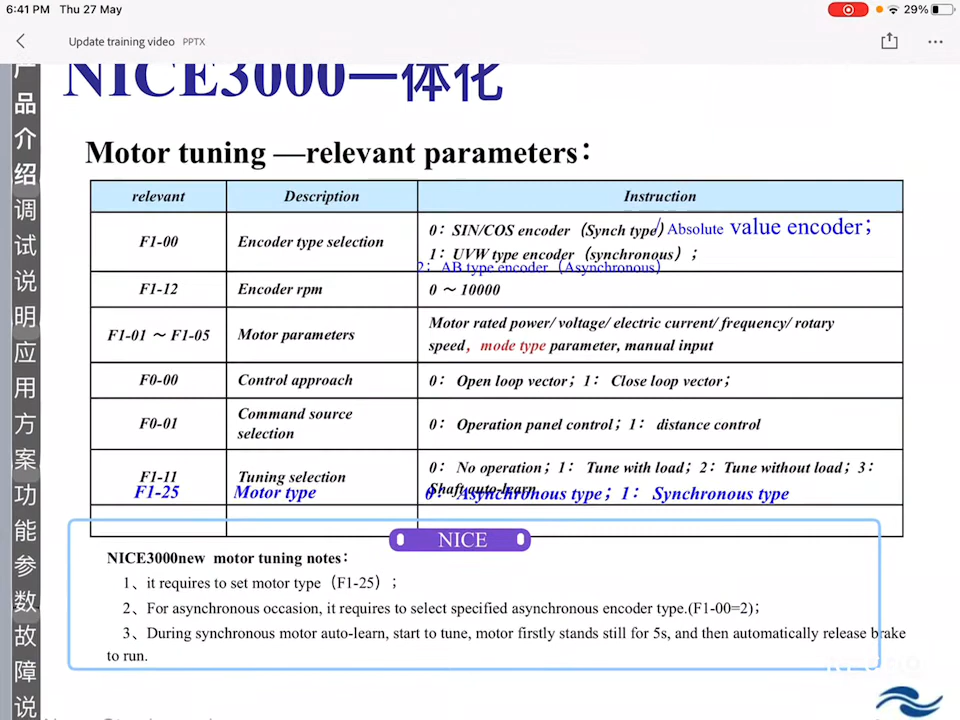 6:41 PM Thu 27 May
29%
Update training video PPTX
NICE3000一体化
产品介绍调试说明应用方案功能参数故障说
Motor tuning —relevant parameters：
relevant Description Instruction
F1-00 Encoder type selection
0：SIN/COS encoder（Synch type）/Absolute value encoder；
1：UVW type encoder（synchronous）；
2：AB type encoder（Asynchronous）
F1-12 Encoder rpm 0 ～ 10000
F1-01 ～ F1-05 Motor parameters
Motor rated power/ voltage/ electric current/ frequency/ rotary
speed，mode type parameter, manual input
F0-00 Control approach 0： Open loop vector；1： Close loop vector；
F0-01 Command source selection 0： Operation panel control；1： distance control
F1-11 Tuning selection
0：No operation；1： Tune with load；2：Tune without load；3：
Shaft auto-learn
F1-25 Motor type 0： Asynchronous type；1： Synchronous type
NICE
NICE3000new motor tuning notes：
1、it requires to set motor type（F1-25）；
2、For asynchronous occasion, it requires to select specified asynchronous encoder type.(F1-00=2)；
3、During synchronous motor auto-learn, start to tune, motor firstly stands still for 5s, and then automatically release brake
to run.